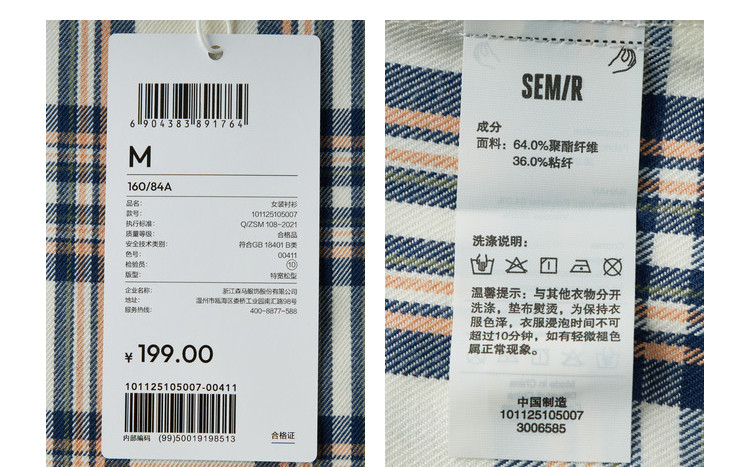 6 904383 891764
M
160/84A
品名: 女装衬衫
款号: 101125105007
执行标准: Q/ZSM 108-2021
质量等级: 合格品
安全技术类别: 符合GB 18401 B类
色号: 00411
检验员: 10
版型: 特宽松型
企业名称: 浙江森马服饰股份有限公司
地址: 温州市瓯海区娄桥工业园南汇路98号
服务热线: 400-8877-588
¥ 199.00
101125105007-00411
内部编码 (99)50019198513
合格证
SEM/R
成分
面料: 64.0%聚酯纤维
36.0%粘纤
洗涤说明:
温馨提示: 与其他衣物分开
洗涤, 垫布熨烫, 为保持衣
服色泽, 衣服浸泡时间不可
超过10分钟, 如有轻微褪色
属正常现象。
中国制造
101125105007
3006585